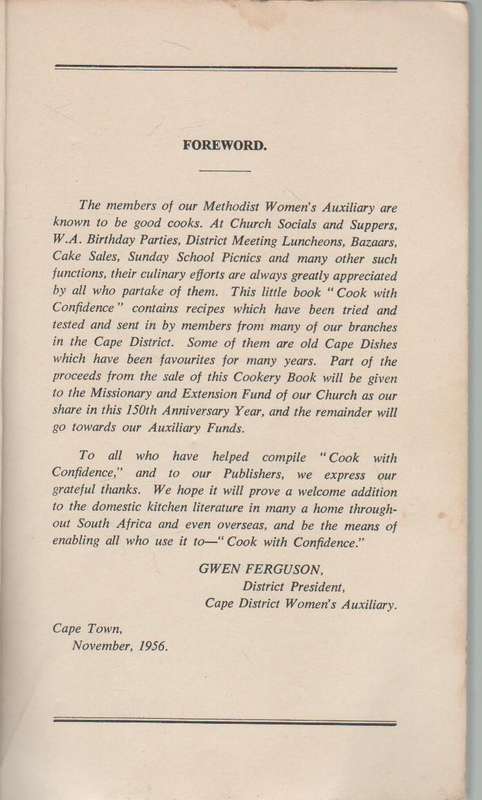 FOREWORD.
The members of our Methodist Women's Auxiliary are
known to be good cooks. At Church Socials and Suppers,
W.A. Birthday Parties, District Meeting Luncheons, Bazaars,
Cake Sales, Sunday School Picnics and many other such
functions, their culinary efforts are always greatly appreciated
by all who partake of them. This little book "Cook with
Confidence" contains recipes which have been tried and
tested and sent in by members from many of our branches
in the Cape District. Some of them are old Cape Dishes
which have been favourites for many years. Part of the
proceeds from the sale of this Cookery Book will be given
to the Missionary and Extension Fund of our Church as our
share in this 150th Anniversary Year, and the remainder will
go towards our Auxiliary Funds.
To all who have helped compile "Cook with
Confidence," and to our Publishers, we express our
grateful thanks. We hope it will prove a welcome addition
to the domestic kitchen literature in many a home through-
out South Africa and even overseas, and be the means of
enabling all who use it to—"Cook with Confidence."
GWEN FERGUSON,
District President,
Cape District Women's Auxiliary.
Cape Town,
November, 1956.